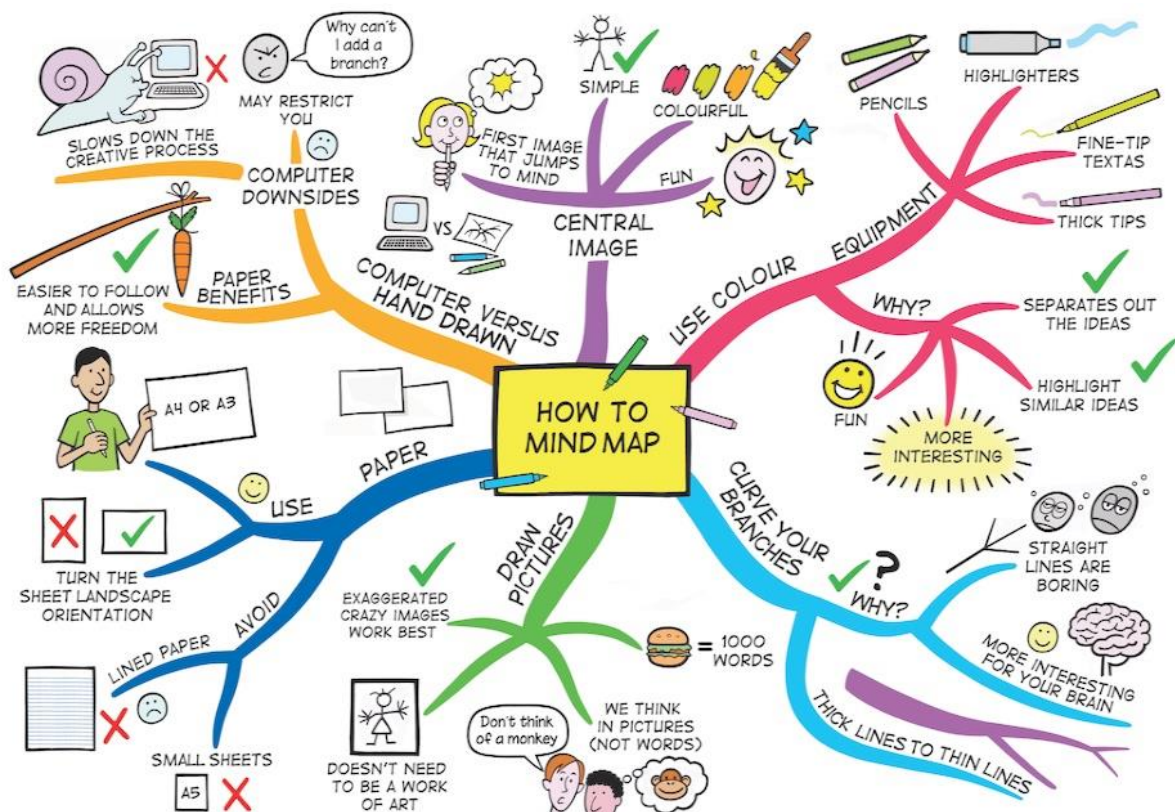 HOW TO
MIND MAP
CENTRAL
IMAGE
FIRST IMAGE
THAT JUMPS
TO MIND
SIMPLE
COLOURFUL
FUN
USE COLOUR
EQUIPMENT
PENCILS
HIGHLIGHTERS
FINE-TIP
TEXTAS
THICK TIPS
WHY?
SEPARATES OUT
THE IDEAS
HIGHLIGHT
SIMILAR IDEAS
MORE
INTERESTING
FUN
CURVE YOUR
BRANCHES
?
WHY?
STRAIGHT
LINES ARE
BORING
MORE INTERESTING
FOR YOUR
BRAIN
THICK LINES TO THIN LINES
DRAW
PICTURES
= 1000
WORDS
WE THINK
IN PICTURES
(NOT WORDS)
Don't think
of a monkey
DOESN'T NEED
TO BE A WORK
OF ART
EXAGGERATED
CRAZY IMAGES
WORK BEST
PAPER
USE
A4 OR A3
TURN THE
SHEET LANDSCAPE
ORIENTATION
AVOID
LINED PAPER
SMALL SHEETS
A5
COMPUTER VERSUS
HAND DRAWN
VS
PAPER
BENEFITS
EASIER TO FOLLOW
AND ALLOWS
MORE FREEDOM
COMPUTER
DOWNSIDES
SLOWS DOWN THE
CREATIVE PROCESS
MAY RESTRICT
YOU
Why can't
I add a
branch?